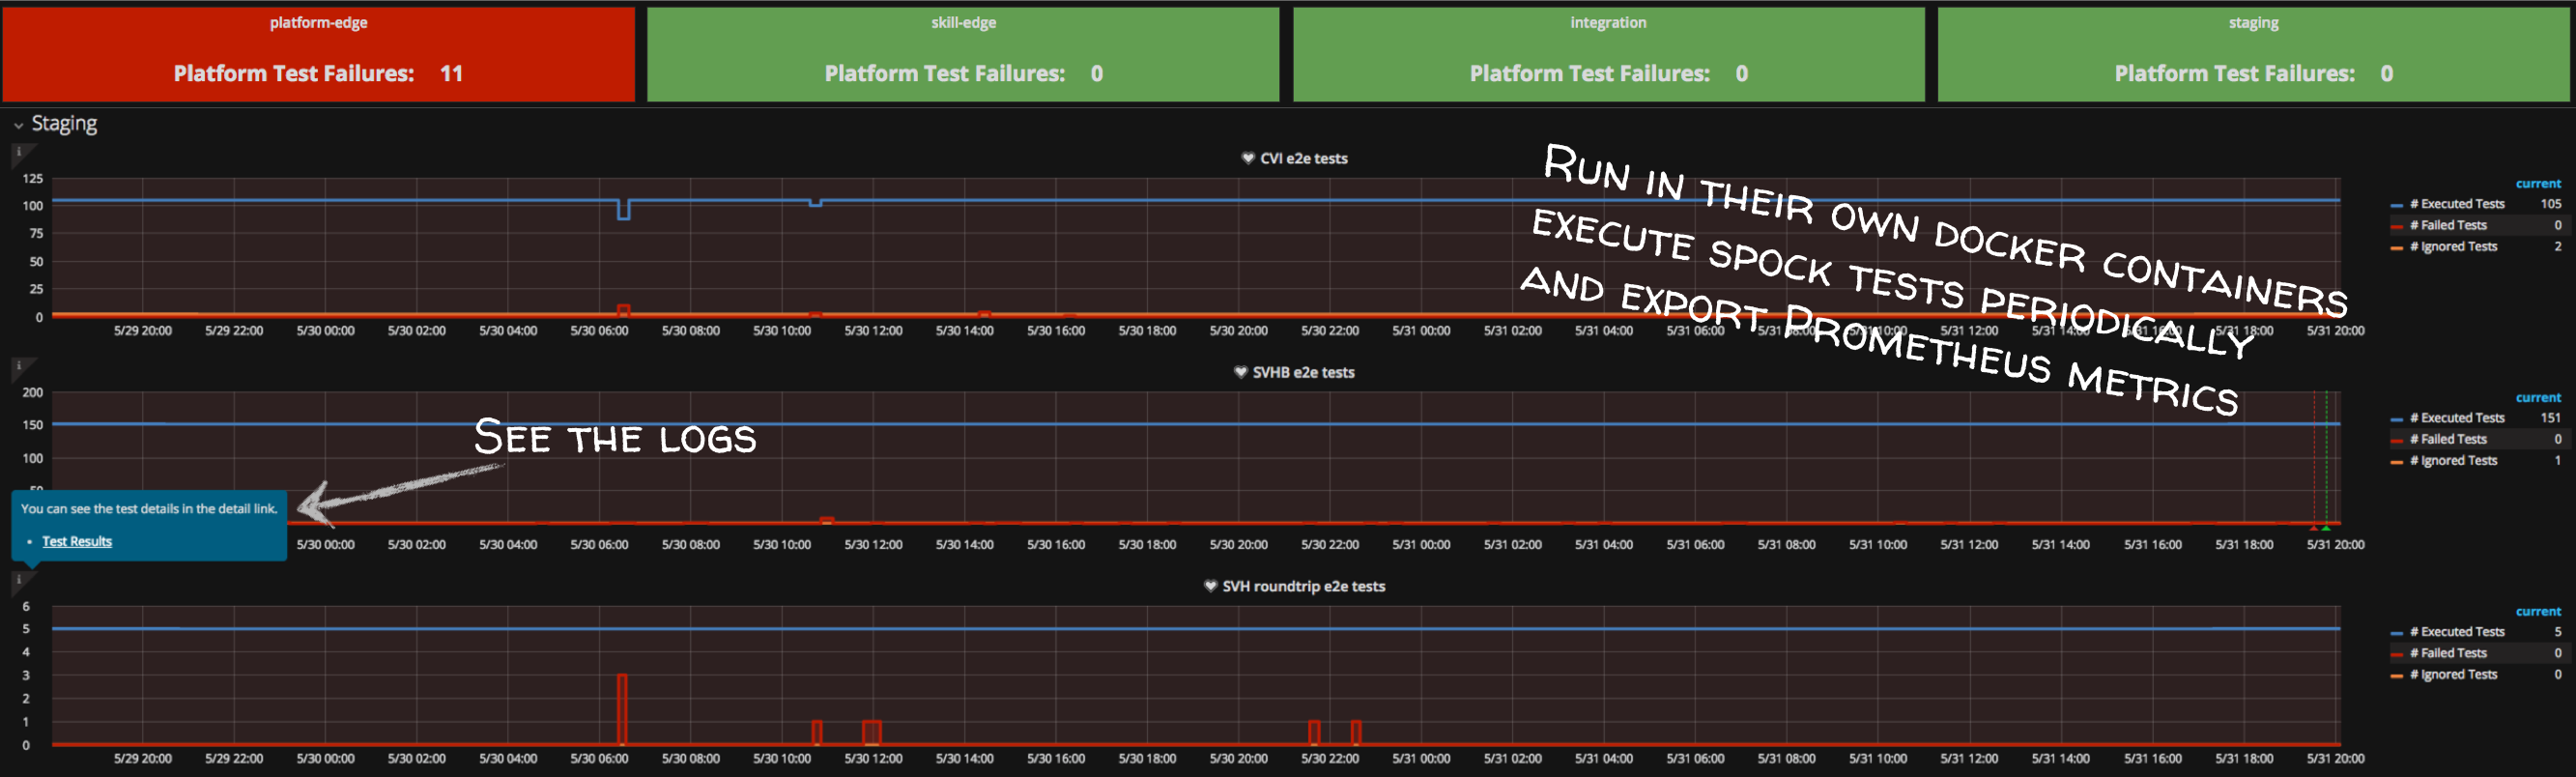 platform-edge
Platform Test Failures: 11
skill-edge
Platform Test Failures: 0
integration
Platform Test Failures: 0
staging
Platform Test Failures: 0
Staging
i
CVI e2e tests
125
100
75
50
25
0
5/29 20:00 5/29 22:00 5/30 00:00 5/30 02:00 5/30 04:00 5/30 06:00 5/30 08:00 5/30 10:00 5/30 12:00 5/30 14:00 5/30 16:00 5/30 18:00 5/30 20:00 5/30 22:00 5/31 00:00 5/31 02:00 5/31 04:00 5/31 06:00 5/31 08:00 5/31 10:00 5/31 12:00 5/31 14:00 5/31 16:00 5/31 18:00 5/31 20:00
current
# Executed Tests 105
# Failed Tests 0
# Ignored Tests 2
RUN IN THEIR OWN DOCKER CONTAINERS
EXECUTE SPOCK TESTS PERIODICALLY
AND EXPORT PROMETHEUS METRICS
i
SVHB e2e tests
200
150
100
50
5/30 00:00 5/30 02:00 5/30 04:00 5/30 06:00 5/30 08:00 5/30 10:00 5/30 12:00 5/30 14:00 5/30 16:00 5/30 18:00 5/30 20:00 5/30 22:00 5/31 00:00 5/31 02:00 5/31 04:00 5/31 06:00 5/31 08:00 5/31 10:00 5/31 12:00 5/31 14:00 5/31 16:00 5/31 18:00 5/31 20:00
current
# Executed Tests 151
# Failed Tests 0
# Ignored Tests 1
SEE THE LOGS
You can see the test details in the detail link.
• Test Results
i
SVH roundtrip e2e tests
6
5
4
3
2
1
0
5/29 20:00 5/29 22:00 5/30 00:00 5/30 02:00 5/30 04:00 5/30 06:00 5/30 08:00 5/30 10:00 5/30 12:00 5/30 14:00 5/30 16:00 5/30 18:00 5/30 20:00 5/30 22:00 5/31 00:00 5/31 02:00 5/31 04:00 5/31 06:00 5/31 08:00 5/31 10:00 5/31 12:00 5/31 14:00 5/31 16:00 5/31 18:00 5/31 20:00
current
# Executed Tests 5
# Failed Tests 0
# Ignored Tests 0